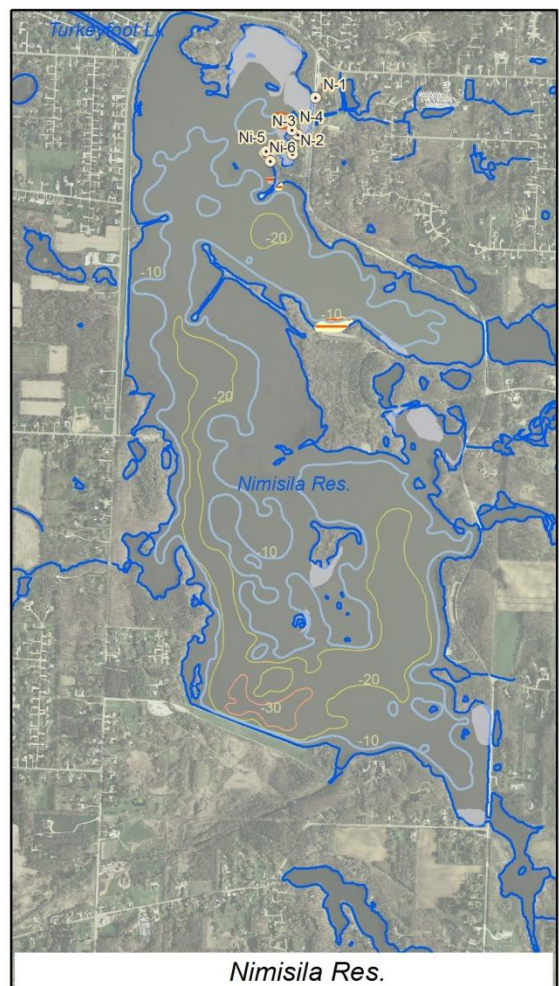 Turkeyfoot Lk
N-1
N-4
N-3
N-2
Ni-5
Ni-6
-20
-10
-10
-20
Nimisila Res.
-10
-20
-30
-10
Nimisila Res.